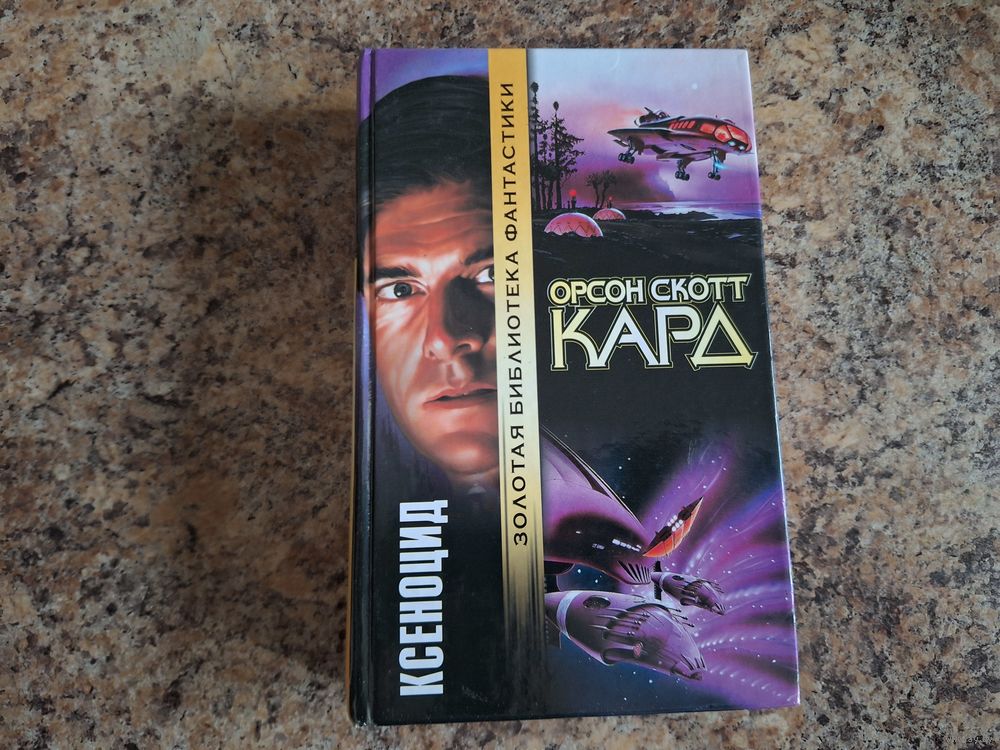 ОРСОН СКОТТ
КАРД
ЗОЛОТАЯ БИБЛИОТЕКА ФАНТАСТИКИ
КСЕНОЦИД